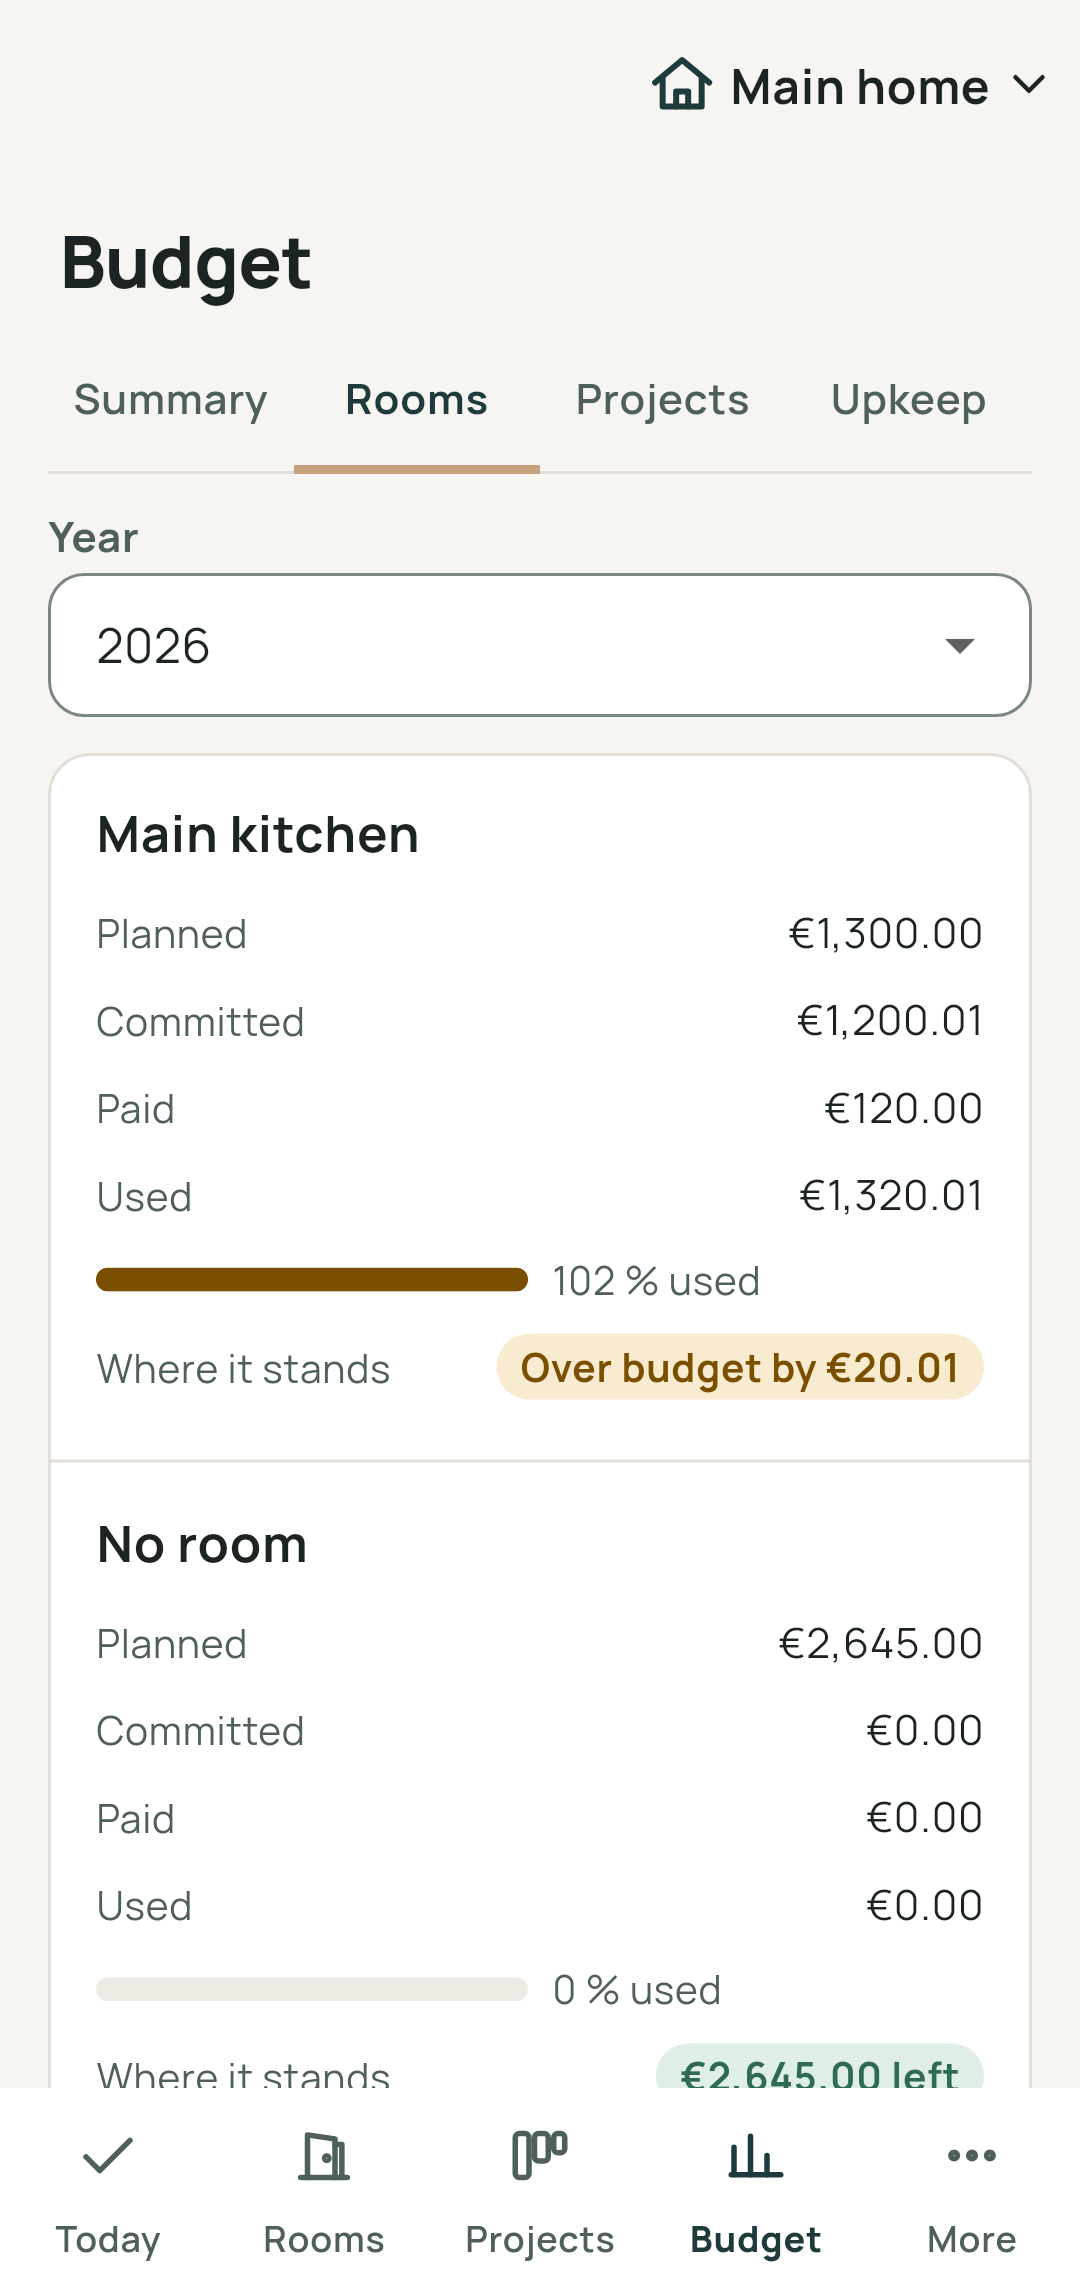 Main home
Budget
Summary Rooms Projects Upkeep
Year
2026
Main kitchen
Planned €1,300.00
Committed €1,200.01
Paid €120.00
Used €1,320.01
102 % used
Where it stands Over budget by €20.01
No room
Planned €2,645.00
Committed €0.00
Paid €0.00
Used €0.00
0 % used
Where it stands €2,645.00 left
Today Rooms Projects Budget More